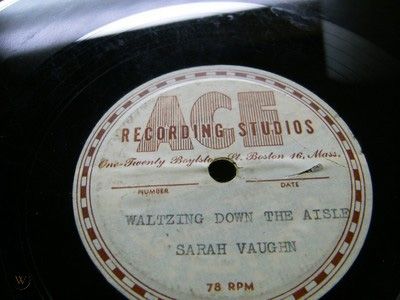 ACE
RECORDING STUDIOS
One-Twenty Boylston St. Boston 16, Mass.
NUMBER DATE
WALTZING DOWN THE AISLE
SARAH VAUGHN
78 RPM
W